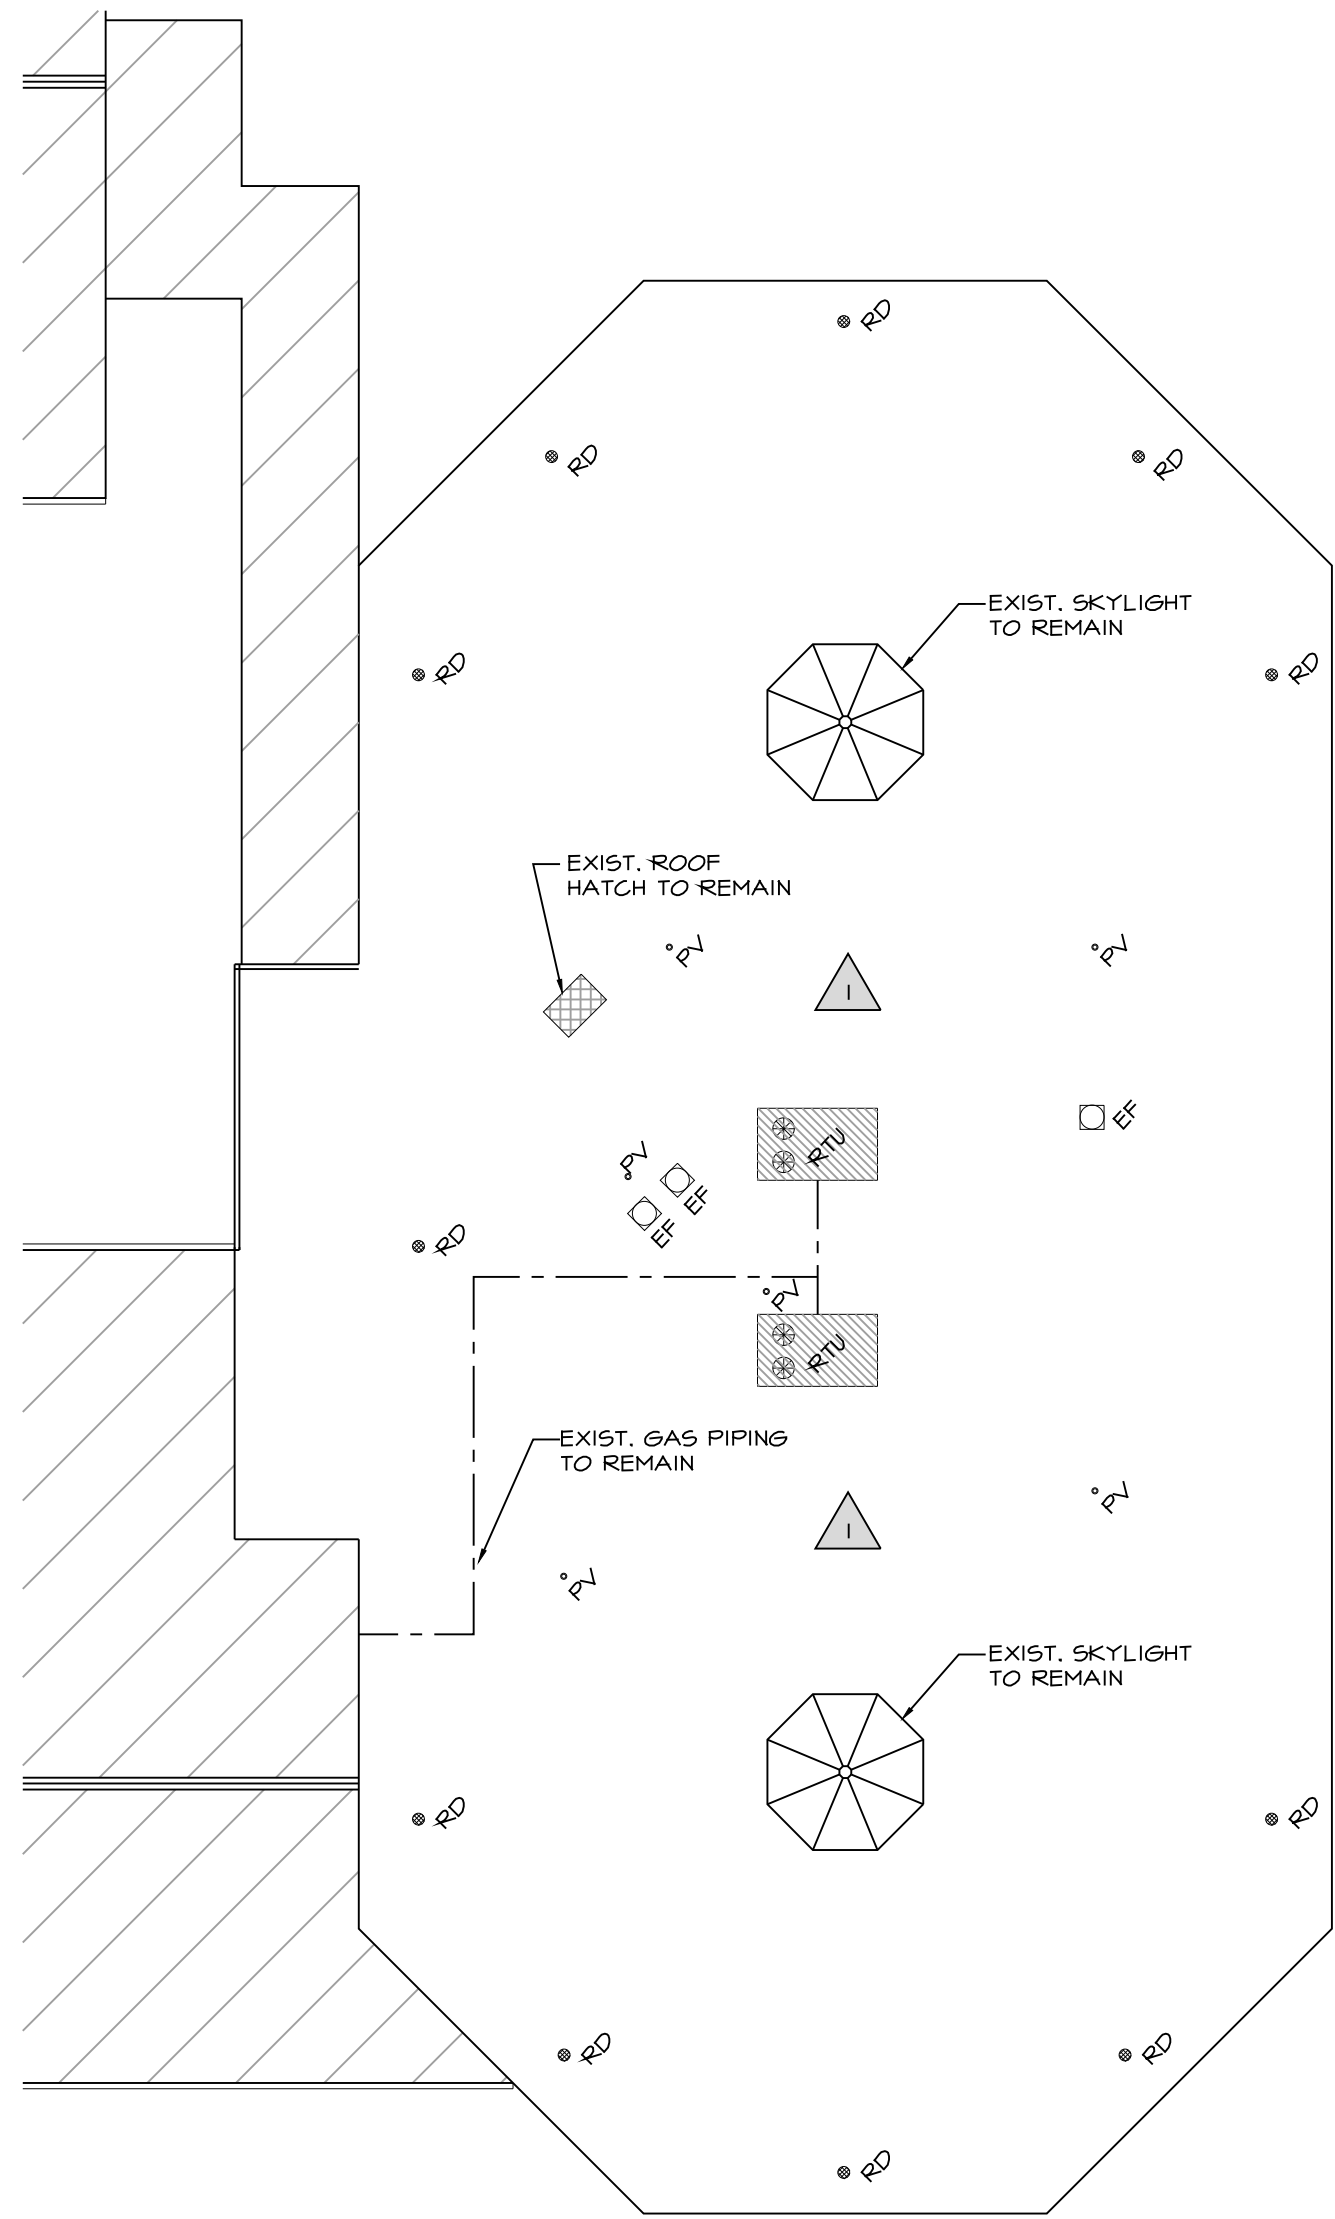 RD
RD
RD
EXIST. SKYLIGHT
TO REMAIN
RD
RD
EXIST. ROOF
HATCH TO REMAIN
PV
PV
1
EF
RTU
PV
EF
EF
RD
PV
RTU
EXIST. GAS PIPING
TO REMAIN
PV
1
PV
EXIST. SKYLIGHT
TO REMAIN
RD
RD
RD
RD
RD